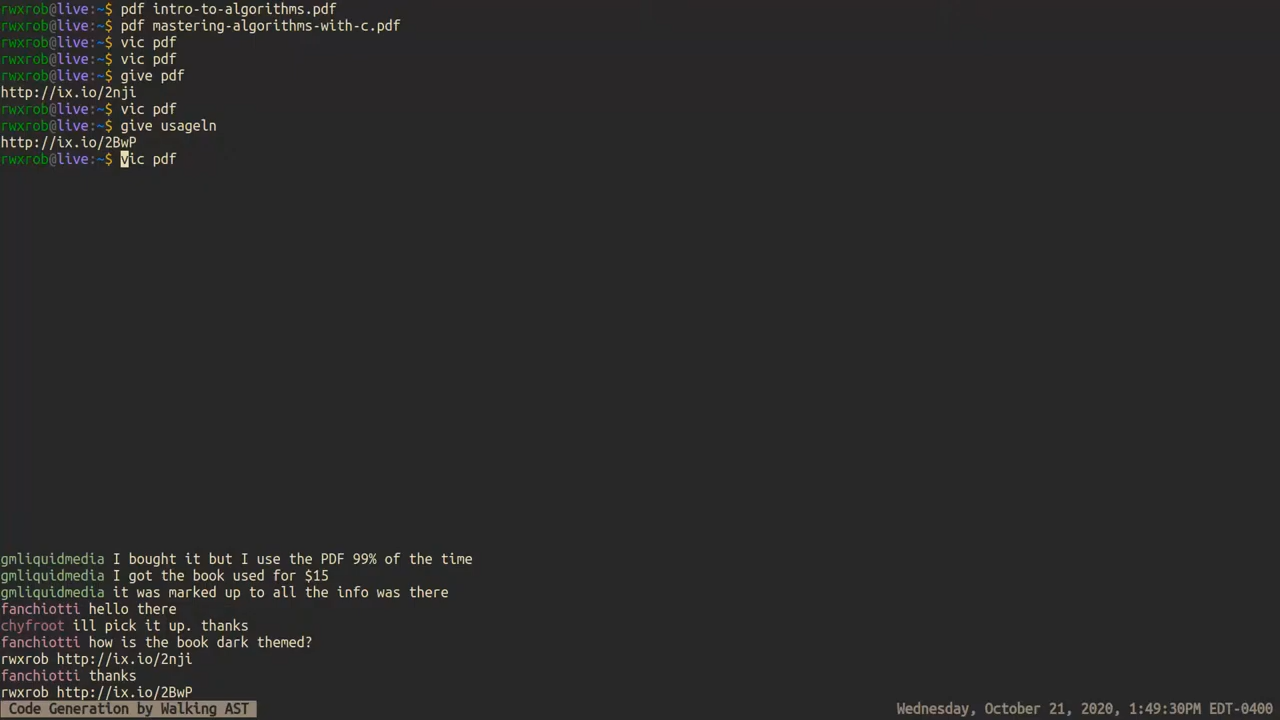 rwxrob@live:~$ pdf intro-to-algorithms.pdf
rwxrob@live:~$ pdf mastering-algorithms-with-c.pdf
rwxrob@live:~$ vic pdf
rwxrob@live:~$ vic pdf
rwxrob@live:~$ give pdf
http://ix.io/2nji
rwxrob@live:~$ vic pdf
rwxrob@live:~$ give usageln
http://ix.io/2BwP
rwxrob@live:~$ vic pdf
gmliquidmedia I bought it but I use the PDF 99% of the time
gmliquidmedia I got the book used for $15
gmliquidmedia it was marked up to all the info was there
fanchiotti hello there
chyfroot ill pick it up. thanks
fanchiotti how is the book dark themed?
rwxrob http://ix.io/2nji
fanchiotti thanks
rwxrob http://ix.io/2BwP
Code Generation by Walking AST Wednesday, October 21, 2020, 1:49:30PM EDT-0400